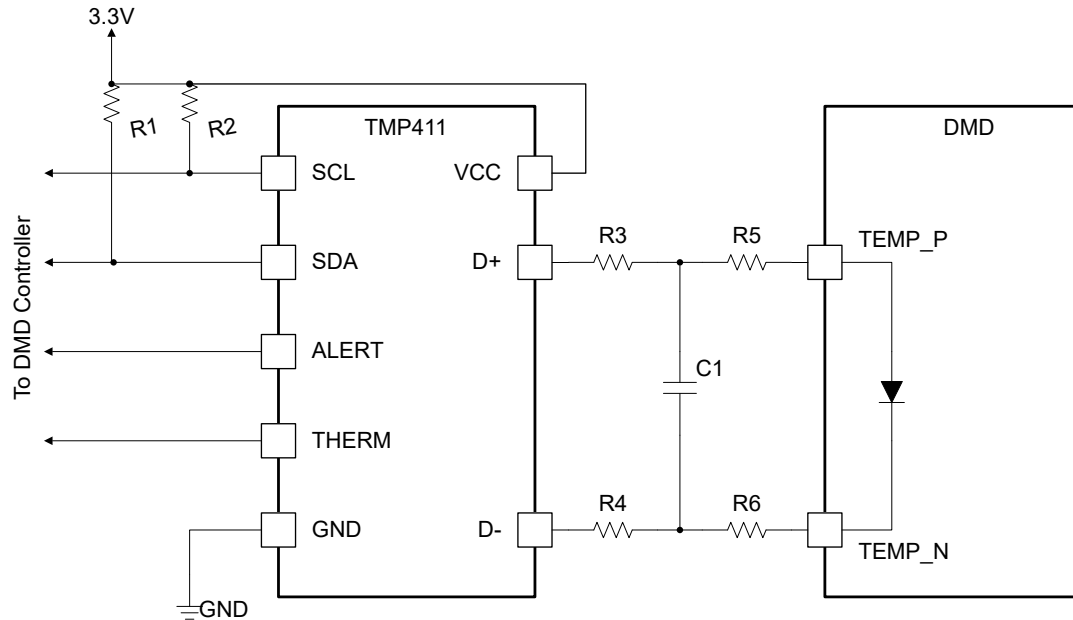 3.3V
R1
R2
TMP411
DMD
SCL
VCC
R3
R5
TEMP_P
SDA
D+
To DMD Controller
ALERT
C1
THERM
R4
R6
GND
D-
TEMP_N
GND